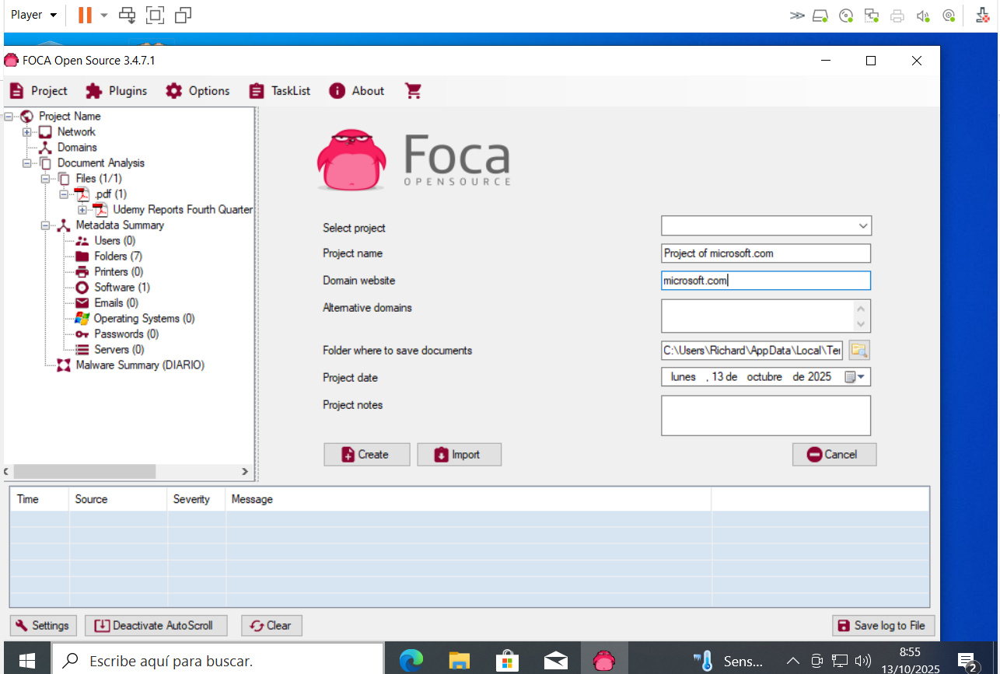 Player
FOCA Open Source 3.4.7.1
Project Plugins Options TaskList About
Project Name
Network
Domains
Document Analysis
Files (1/1)
.pdf (1)
Udemy Reports Fourth Quarter
Metadata Summary
Users (0)
Folders (7)
Printers (0)
Software (1)
Emails (0)
Operating Systems (0)
Passwords (0)
Servers (0)
Malware Summary (DIARIO)
Foca
OPENSOURCE
Select project
Project name Project of microsoft.com
Domain website microsoft.com
Alternative domains
Folder where to save documents C:\Users\Richard\AppData\Local\Te
Project date lunes , 13 de octubre de 2025
Project notes
Create Import Cancel
Time Source Severity Message
Settings Deactivate AutoScroll Clear Save log to File
Escribe aquí para buscar. Sens... 8:55
13/10/2025 2